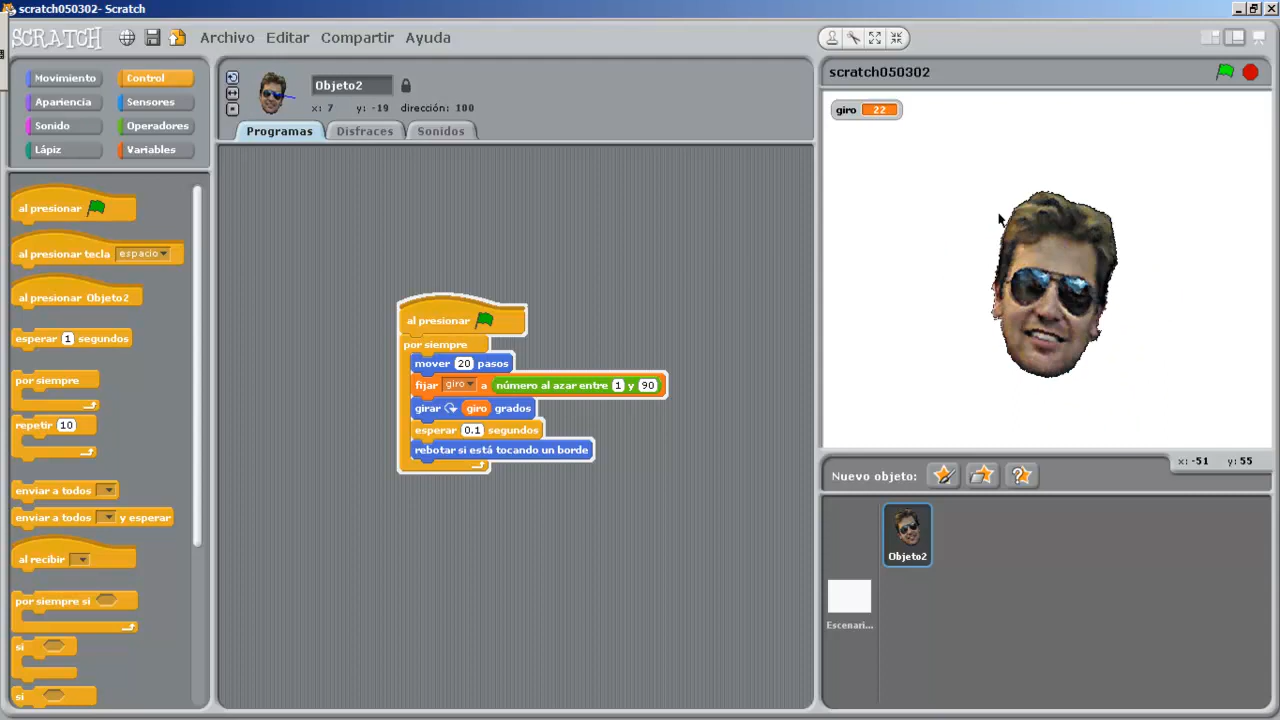 scratch050302- Scratch
SCRATCH
Archivo Editar Compartir Ayuda
Movimiento Control
Apariencia Sensores
Sonido Operadores
Lápiz Variables
al presionar
al presionar tecla espacio
al presionar Objeto2
esperar 1 segundos
por siempre
repetir 10
enviar a todos
enviar a todos y esperar
al recibir
por siempre si
si
si
Objeto2
x: 7 y: -19 dirección: 100
Programas Disfraces Sonidos
al presionar
por siempre
mover 20 pasos
fijar giro a número al azar entre 1 y 90
girar giro grados
esperar 0.1 segundos
rebotar si está tocando un borde
scratch050302
giro 22
x: -51 y: 55
Nuevo objeto:
Objeto2
Escenari...